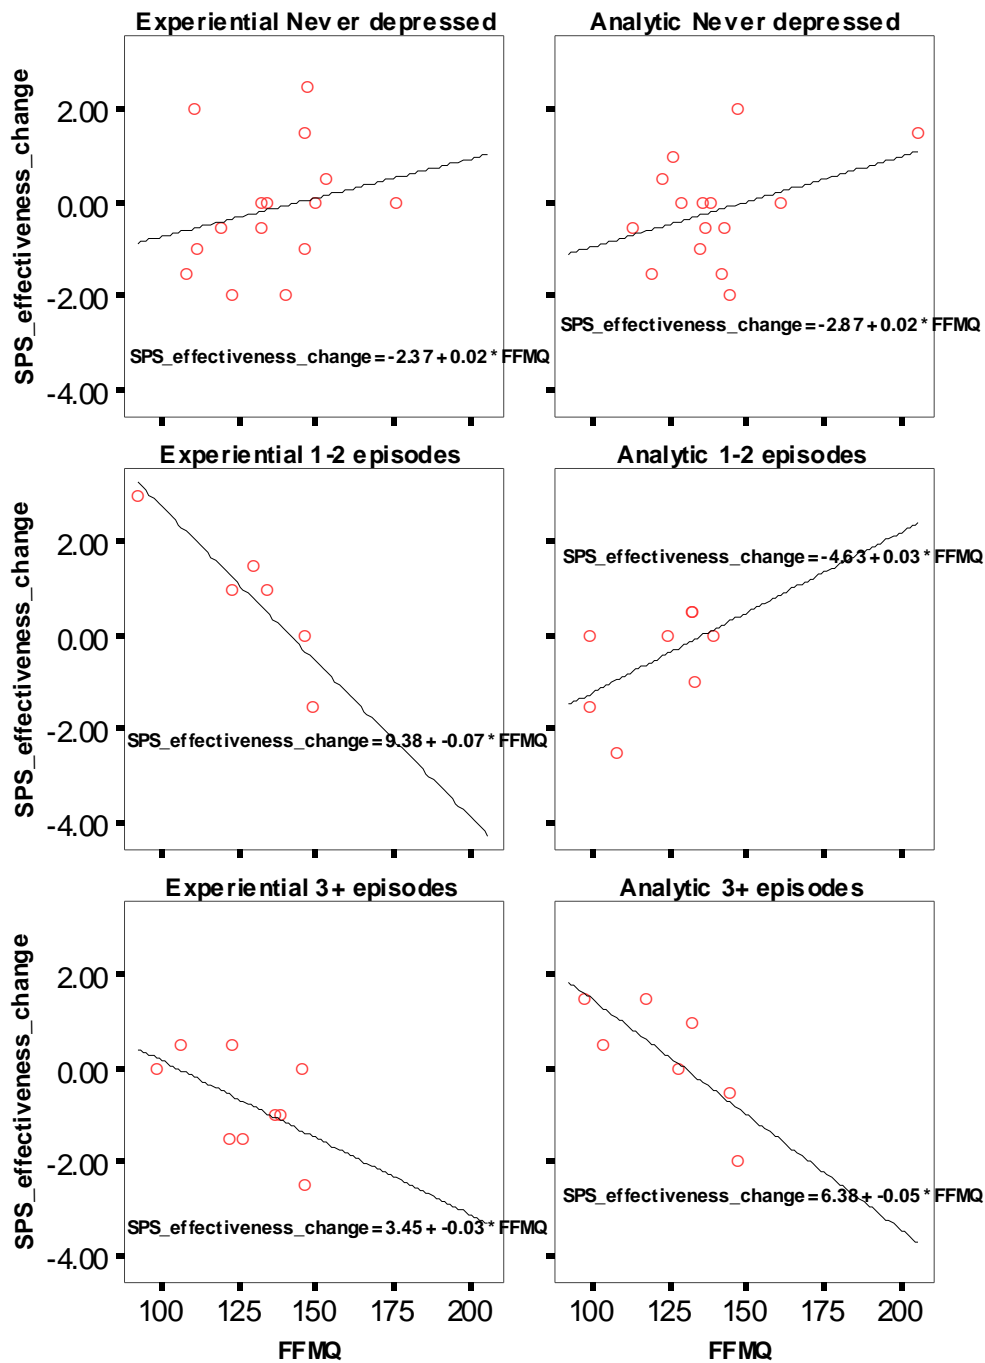 Experiential Never depressed
Analytic Never depressed
SPS_effectiveness_change
2.00
0.00
-2.00
-4.00
SPS_effectiveness_change=-2.37+0.02*FFMQ
SPS_effectiveness_change=-2.87+0.02*FFMQ
Experiential 1-2 episodes
Analytic 1-2 episodes
SPS_effectiveness_change
2.00
0.00
-2.00
-4.00
SPS_effectiveness_change=9.38+-0.07*FFMQ
SPS_effectiveness_change=-4.63+0.03*FFMQ
Experiential 3+ episodes
Analytic 3+ episodes
SPS_effectiveness_change
2.00
0.00
-2.00
-4.00
SPS_effectiveness_change=3.45+-0.03*FFMQ
SPS_effectiveness_change=6.38+-0.05*FFMQ
100 125 150 175 200
100 125 150 175 200
FFMQ
FFMQ